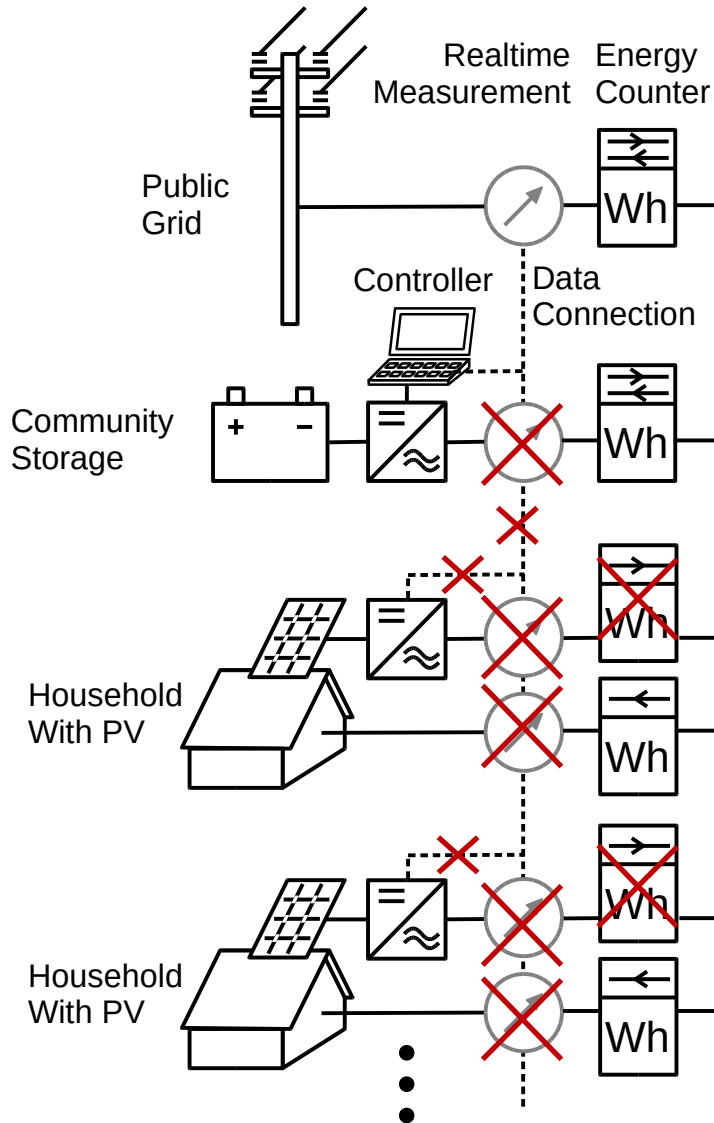 Realtime
Measurement
Energy
Counter
Public
Grid
Wh
Controller
Data
Connection
Community
Storage
+ −
Wh
Wh
Household
With PV
Wh
Wh
Household
With PV
Wh